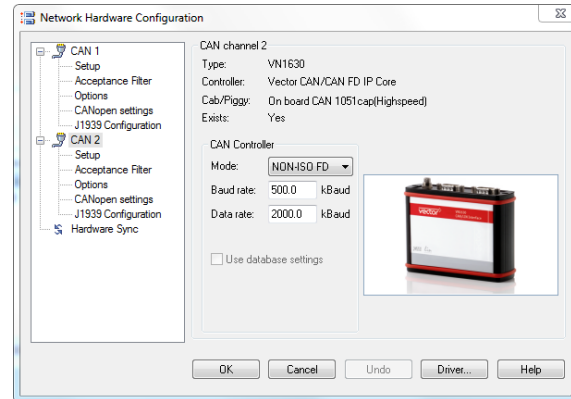 Network Hardware Configuration
CAN 1
Setup
Acceptance Filter
Options
CANopen settings
J1939 Configuration
CAN 2
Setup
Acceptance Filter
Options
CANopen settings
J1939 Configuration
Hardware Sync
CAN channel 2
Type: VN1630
Controller: Vector CAN/CAN FD IP Core
Cab/Piggy: On board CAN 1051cap(Highspeed)
Exists: Yes
CAN Controller
Mode: NON-ISO FD
Baud rate: 500.0 kBaud
Data rate: 2000.0 kBaud
Use database settings
VECTOR
OK Cancel Undo Driver... Help